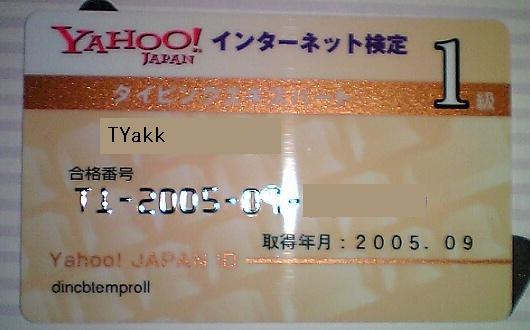 YAHOO! JAPAN インターネット検定 1級
タイピングエキスパート
TYakk
合格番号
T1-2005-09-
取得年月：2005.09
Yahoo! JAPAN ID
dincbtemproll